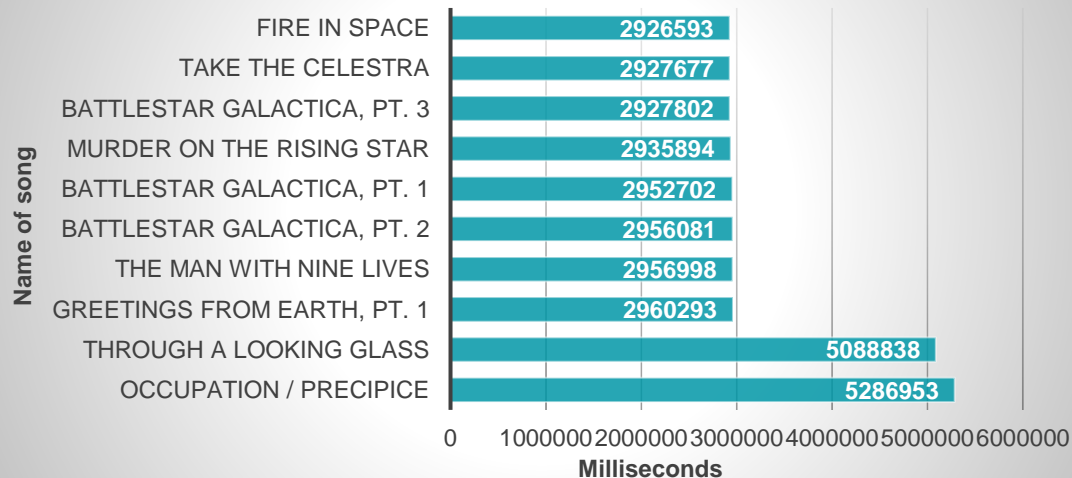 Name of song
FIRE IN SPACE 2926593
TAKE THE CELESTRA 2927677
BATTLESTAR GALACTICA, PT. 3 2927802
MURDER ON THE RISING STAR 2935894
BATTLESTAR GALACTICA, PT. 1 2952702
BATTLESTAR GALACTICA, PT. 2 2956081
THE MAN WITH NINE LIVES 2956998
GREETINGS FROM EARTH, PT. 1 2960293
THROUGH A LOOKING GLASS 5088838
OCCUPATION / PRECIPICE 5286953
0 1000000 2000000 3000000 4000000 5000000 6000000
Milliseconds